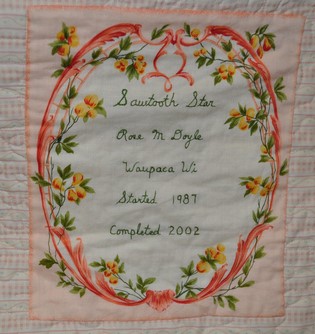 Sawtooth Star
Rose M Doyle
Waupaca Wi
Started 1987
Completed 2002